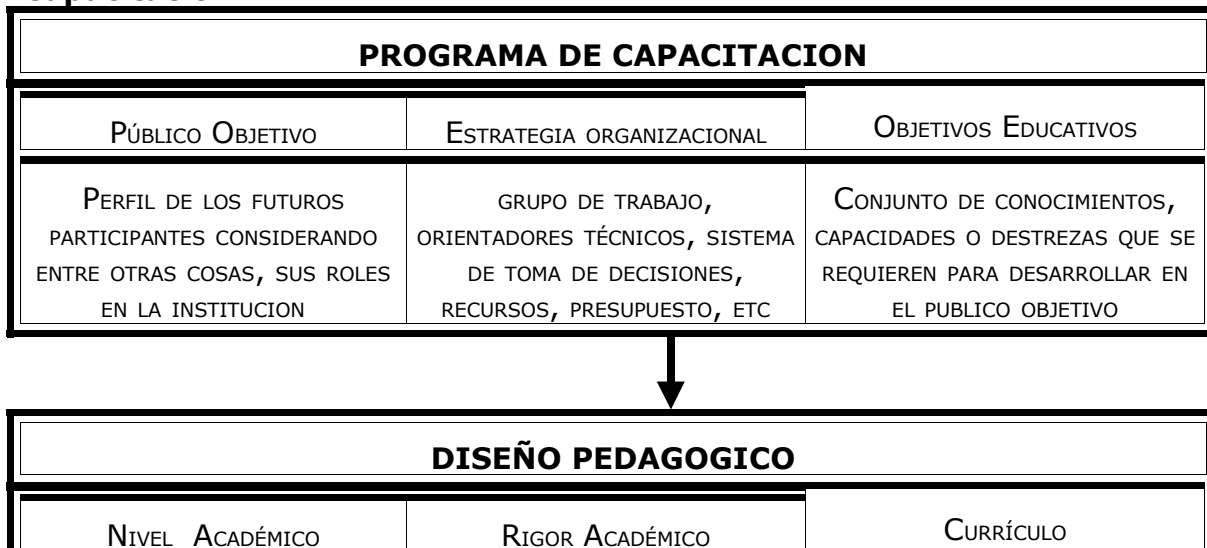 PROGRAMA DE CAPACITACION
PÚBLICO OBJETIVO
ESTRATEGIA ORGANIZACIONAL
OBJETIVOS EDUCATIVOS
PERFIL DE LOS FUTUROS
PARTICIPANTES CONSIDERANDO
ENTRE OTRAS COSAS, SUS ROLES
EN LA INSTITUCION
GRUPO DE TRABAJO,
ORIENTADORES TÉCNICOS, SISTEMA
DE TOMA DE DECISIONES,
RECURSOS, PRESUPUESTO, ETC
CONJUNTO DE CONOCIMIENTOS,
CAPACIDADES O DESTREZAS QUE SE
REQUIEREN PARA DESARROLLAR EN
EL PUBLICO OBJETIVO
DISEÑO PEDAGOGICO
NIVEL ACADÉMICO
RIGOR ACADÉMICO
CURRÍCULO